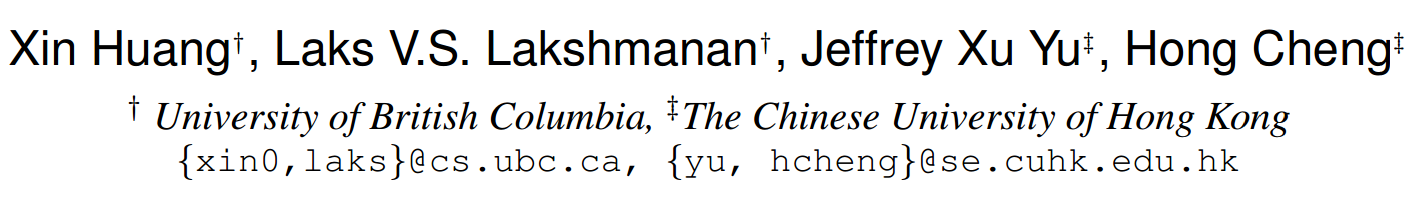 Xin Huang†, Laks V.S. Lakshmanan†, Jeffrey Xu Yu‡, Hong Cheng‡
† University of British Columbia, ‡The Chinese University of Hong Kong
{xin0,laks}@cs.ubc.ca, {yu, hcheng}@se.cuhk.edu.hk